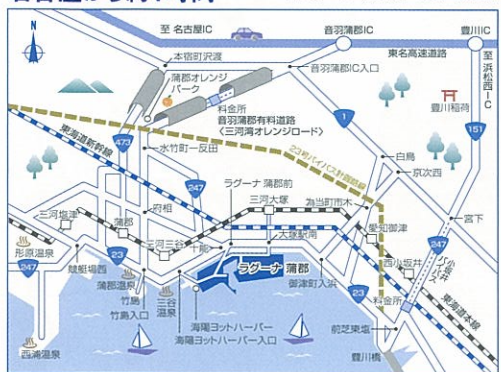 N
至 名古屋IC
音羽蒲郡IC
豊川IC
東名高速道路
至浜松西IC
本宿町沢渡
音羽蒲郡IC入口
蒲郡オレンジ
パーク
料金所
音羽蒲郡有料道路
〈三河湾オレンジロード〉
1
豊川稲荷
151
473
23号バイパス計画路線
白鳥
京次西
東海道新幹線
水竹町一反田
247
ラグーナ 蒲郡前
三河大塚
為当町市木
宮下
府相
三河塩津
蒲郡
大塚駅南
愛知御津
247
小坂井バイパス
形原温泉
三河三谷
西小坂井
247
競艇場西
23
蒲郡温泉
竹島
竹島入口
三谷
温泉
ラグーナ 蒲郡
御津町入浜
23
料金所
東海道本線
海陽ヨットハーバー
海陽ヨットハーバー入口
前芝東塩
23
西浦温泉
豊川橋